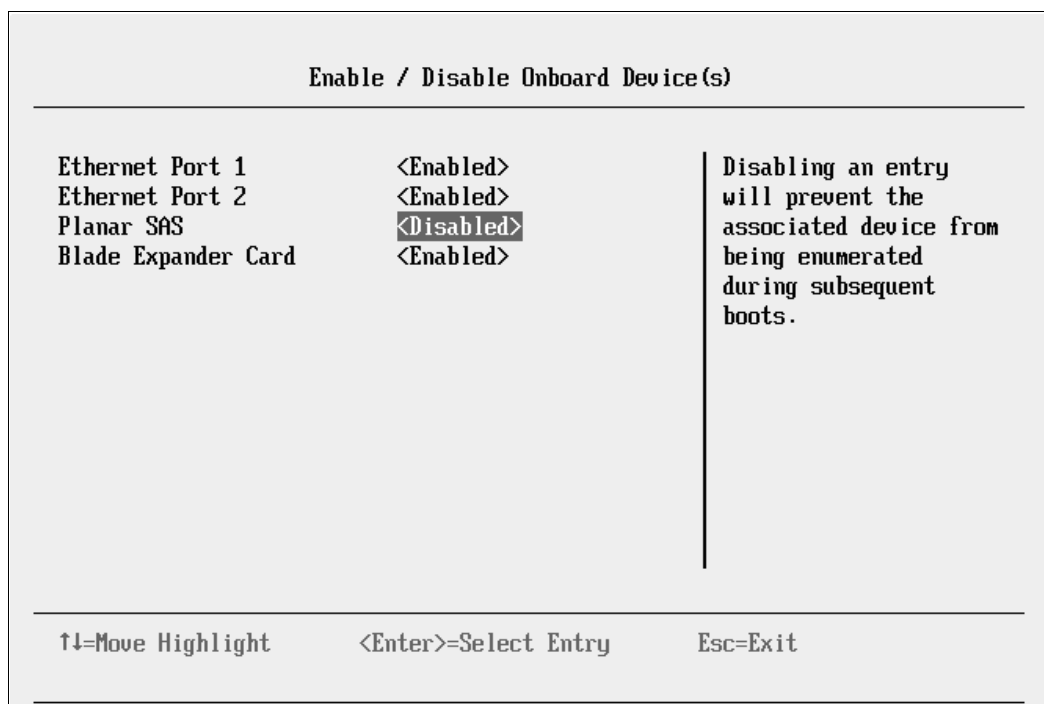 Enable / Disable Onboard Device(s)
Ethernet Port 1 <Enabled>
Ethernet Port 2 <Enabled>
Planar SAS <Disabled>
Blade Expander Card <Enabled>
Disabling an entry
will prevent the
associated device from
being enumerated
during subsequent
boots.
↑↓=Move Highlight <Enter>=Select Entry Esc=Exit